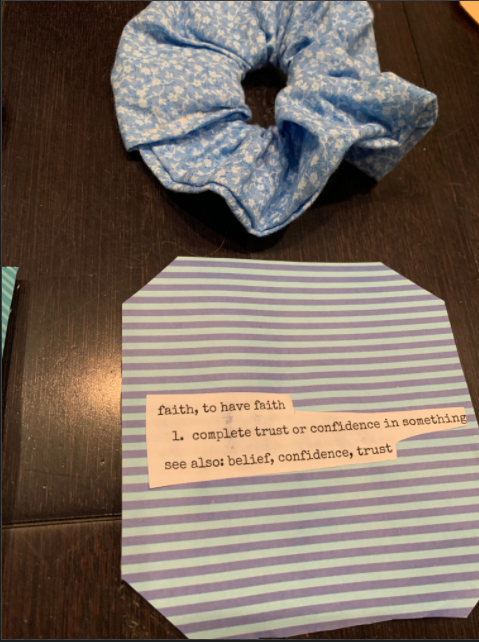 faith, to have faith
1. complete trust or confidence in something
see also: belief, confidence, trust